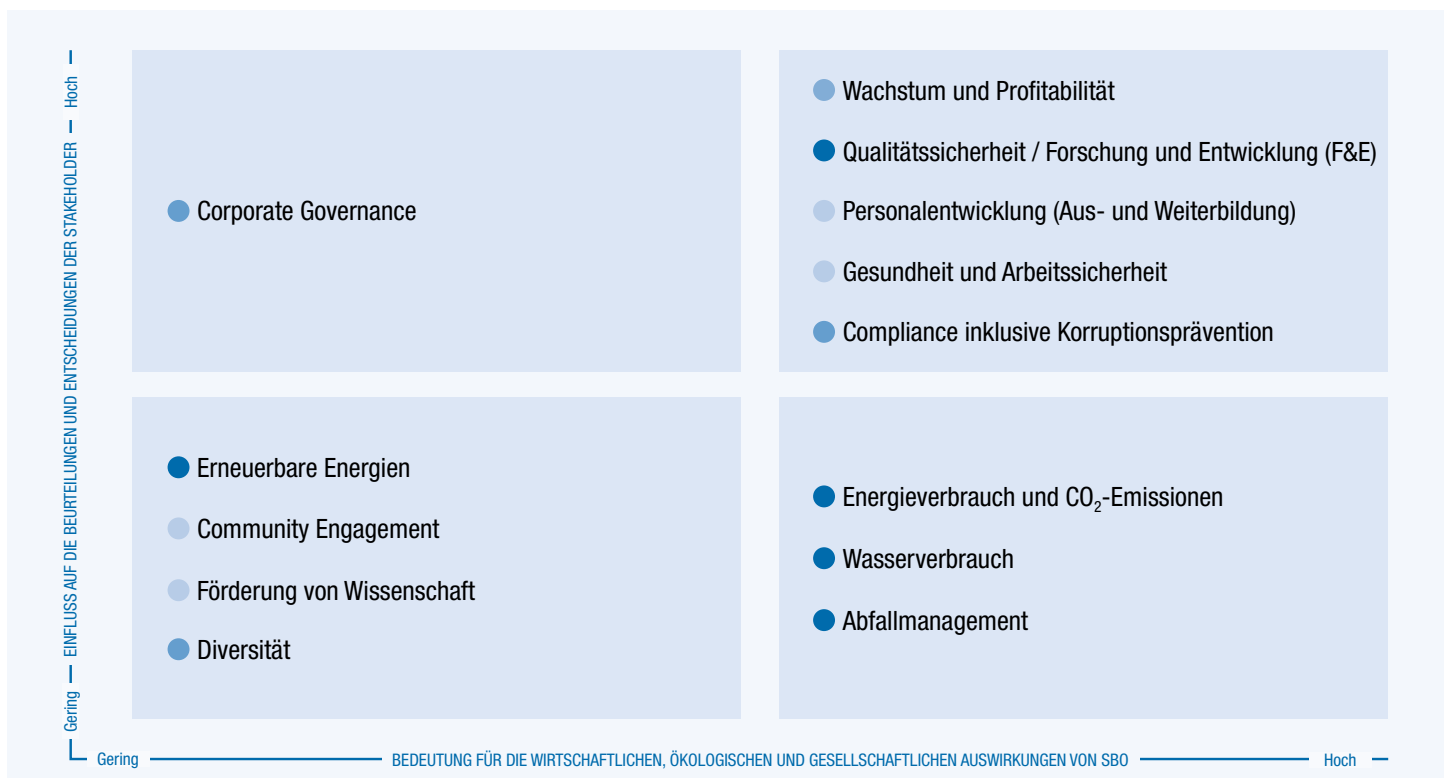 Hoch
EINFLUSS AUF DIE BEURTEILUNGEN UND ENTSCHEIDUNGEN DER STAKEHOLDER
Gering
Corporate Governance
Wachstum und Profitabilität
Qualitätssicherheit / Forschung und Entwicklung (F&E)
Personalentwicklung (Aus- und Weiterbildung)
Gesundheit und Arbeitssicherheit
Compliance inklusive Korruptionsprävention
Erneuerbare Energien
Community Engagement
Förderung von Wissenschaft
Diversität
Energieverbrauch und CO₂-Emissionen
Wasserverbrauch
Abfallmanagement
Gering
BEDEUTUNG FÜR DIE WIRTSCHAFTLICHEN, ÖKOLOGISCHEN UND GESELLSCHAFTLICHEN AUSWIRKUNGEN VON SBO
Hoch